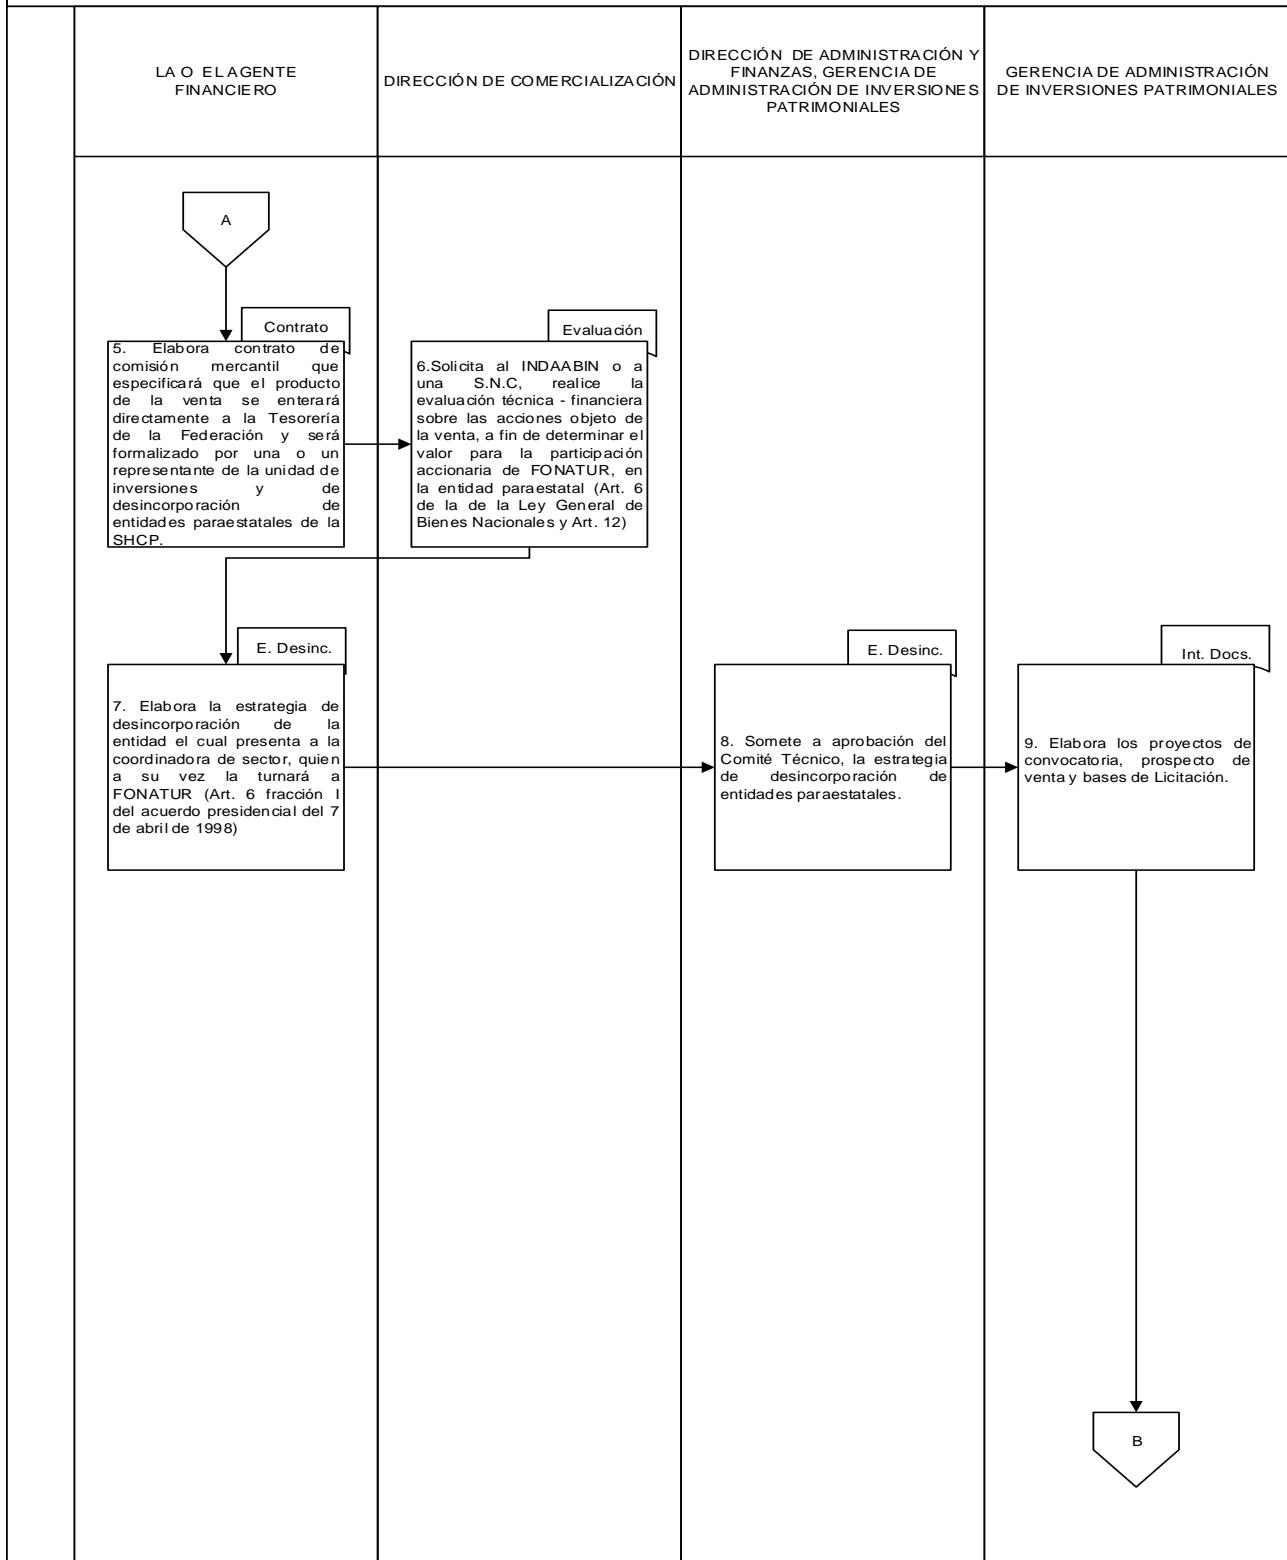 LA O EL AGENTE
FINANCIERO
DIRECCIÓN DE COMERCIALIZACIÓN
DIRECCIÓN DE ADMINISTRACIÓN Y
FINANZAS, GERENCIA DE
ADMINISTRACIÓN DE INVERSIONES
PATRIMONIALES
GERENCIA DE ADMINISTRACIÓN
DE INVERSIONES PATRIMONIALES
A
Contrato
5. Elabora contrato de
comisión mercantil que
especificará que el producto
de la venta se enterará
directamente a la Tesorería
de la Federación y será
formalizado por una o un
representante de la unidad de
inversiones y de
desincorporación de
entidades paraestatales de la
SHCP.
Evaluación
6.Solicita al INDAABIN o a
una S.N.C, realice la
evaluación técnica - financiera
sobre las acciones objeto de
la venta, a fin de determinar el
valor para la participación
accionaria de FONATUR, en
la entidad paraestatal (Art. 6
de la de la Ley General de
Bienes Nacionales y Art. 12)
E. Desinc.
7. Elabora la estrategia de
desincorporación de la
entidad el cual presenta a la
coordinadora de sector, quien
a su vez la turnará a
FONATUR (Art. 6 fracción I
del acuerdo presidencial del 7
de abril de 1998)
E. Desinc.
8. Somete a aprobación del
Comité Técnico, la estrategia
de desincorporación de
entidades paraestatales.
Int. Docs.
9. Elabora los proyectos de
convocatoria, prospecto de
venta y bases de Licitación.
B